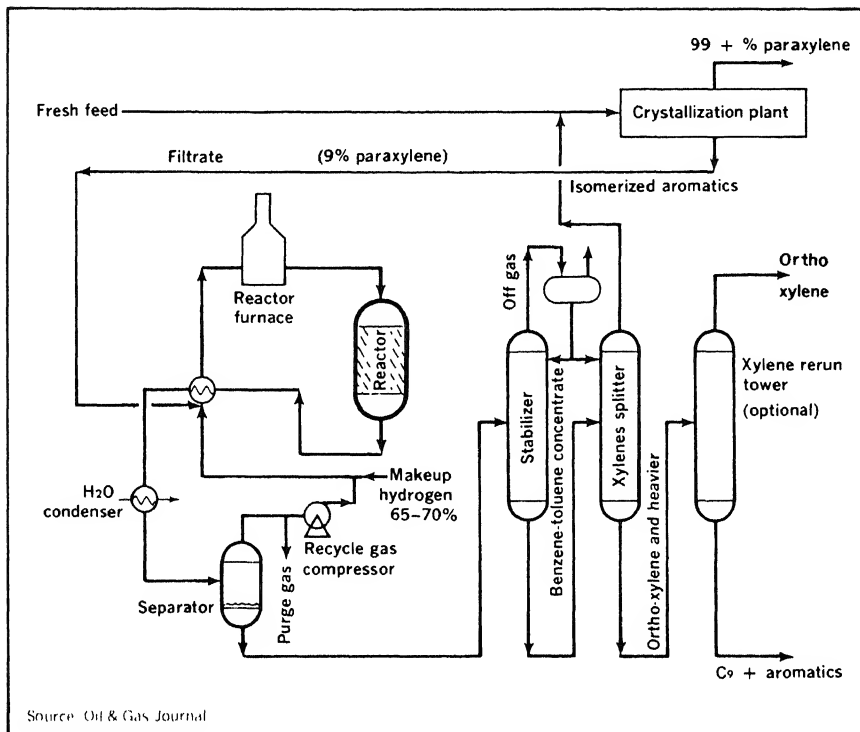 99 + % paraxylene
Fresh feed
Crystallization plant
Filtrate (9% paraxylene)
Isomerized aromatics
Reactor
furnace
Reactor
Off gas
Ortho
xylene
Stabilizer
Benzene-toluene concentrate
Xylenes splitter
Ortho-xylene and heavier
Xylene rerun
tower
(optional)
H2O
condenser
Makeup
hydrogen
65–70%
Recycle gas
compressor
Purge gas
Separator
C9 + aromatics
Source: Oil & Gas Journal